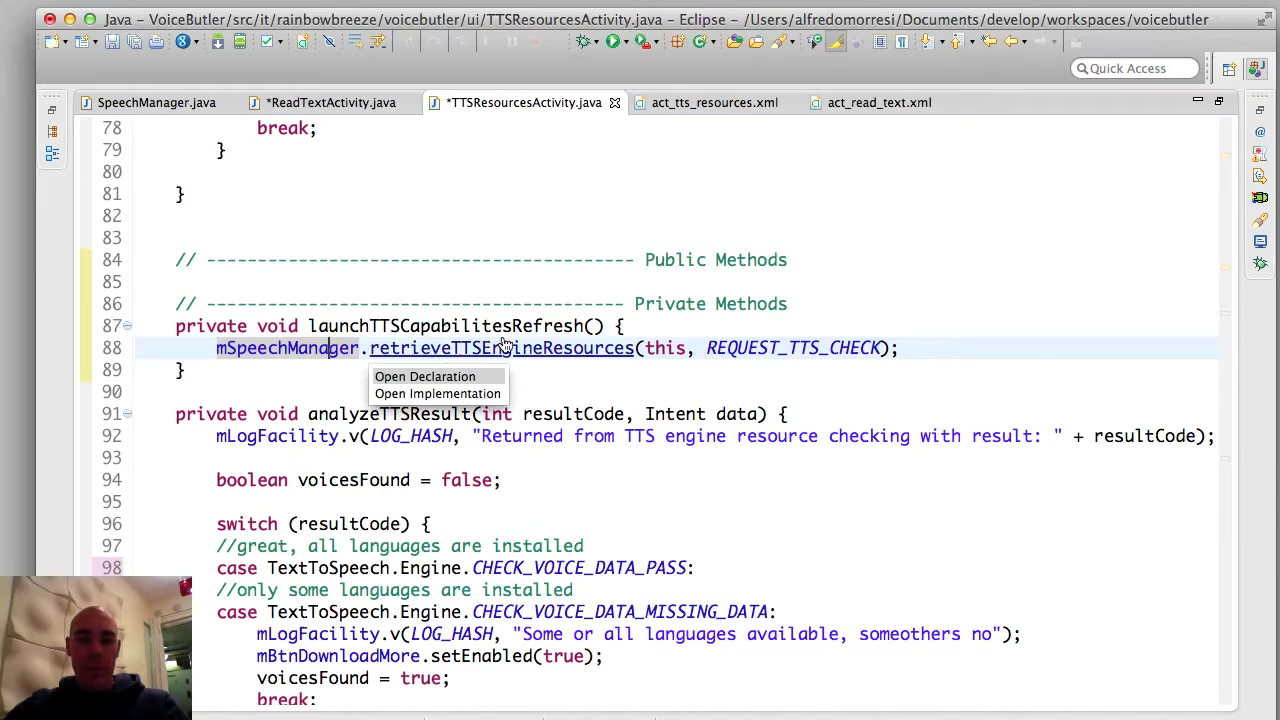 Java - VoiceButler/src/it/rainbowbreeze/voicebutler/ui/TTSResourcesActivity.java - Eclipse - /Users/alfredomorresi/Documents/develop/workspaces/voicebutler
Quick Access
SpeechManager.java *ReadTextActivity.java *TTSResourcesActivity.java act_tts_resources.xml act_read_text.xml
78 break;
79 }
80
81 }
82
83
84 // ------------------------------------------ Public Methods
85
86 // ----------------------------------------- Private Methods
87 private void launchTTSCapabilitesRefresh() {
88 mSpeechManager.retrieveTTSEngineResources(this, REQUEST_TTS_CHECK);
89 }
Open Declaration
90
Open Implementation
91 private void analyzeTTSResult(int resultCode, Intent data) {
92 mLogFacility.v(LOG_HASH, "Returned from TTS engine resource checking with result: " + resultCode);
93
94 boolean voicesFound = false;
95
96 switch (resultCode) {
97 //great, all languages are installed
98 case TextToSpeech.Engine.CHECK_VOICE_DATA_PASS:
//only some languages are installed
case TextToSpeech.Engine.CHECK_VOICE_DATA_MISSING_DATA:
mLogFacility.v(LOG_HASH, "Some or all languages available, someothers no");
mBtnDownloadMore.setEnabled(true);
voicesFound = true;
break;